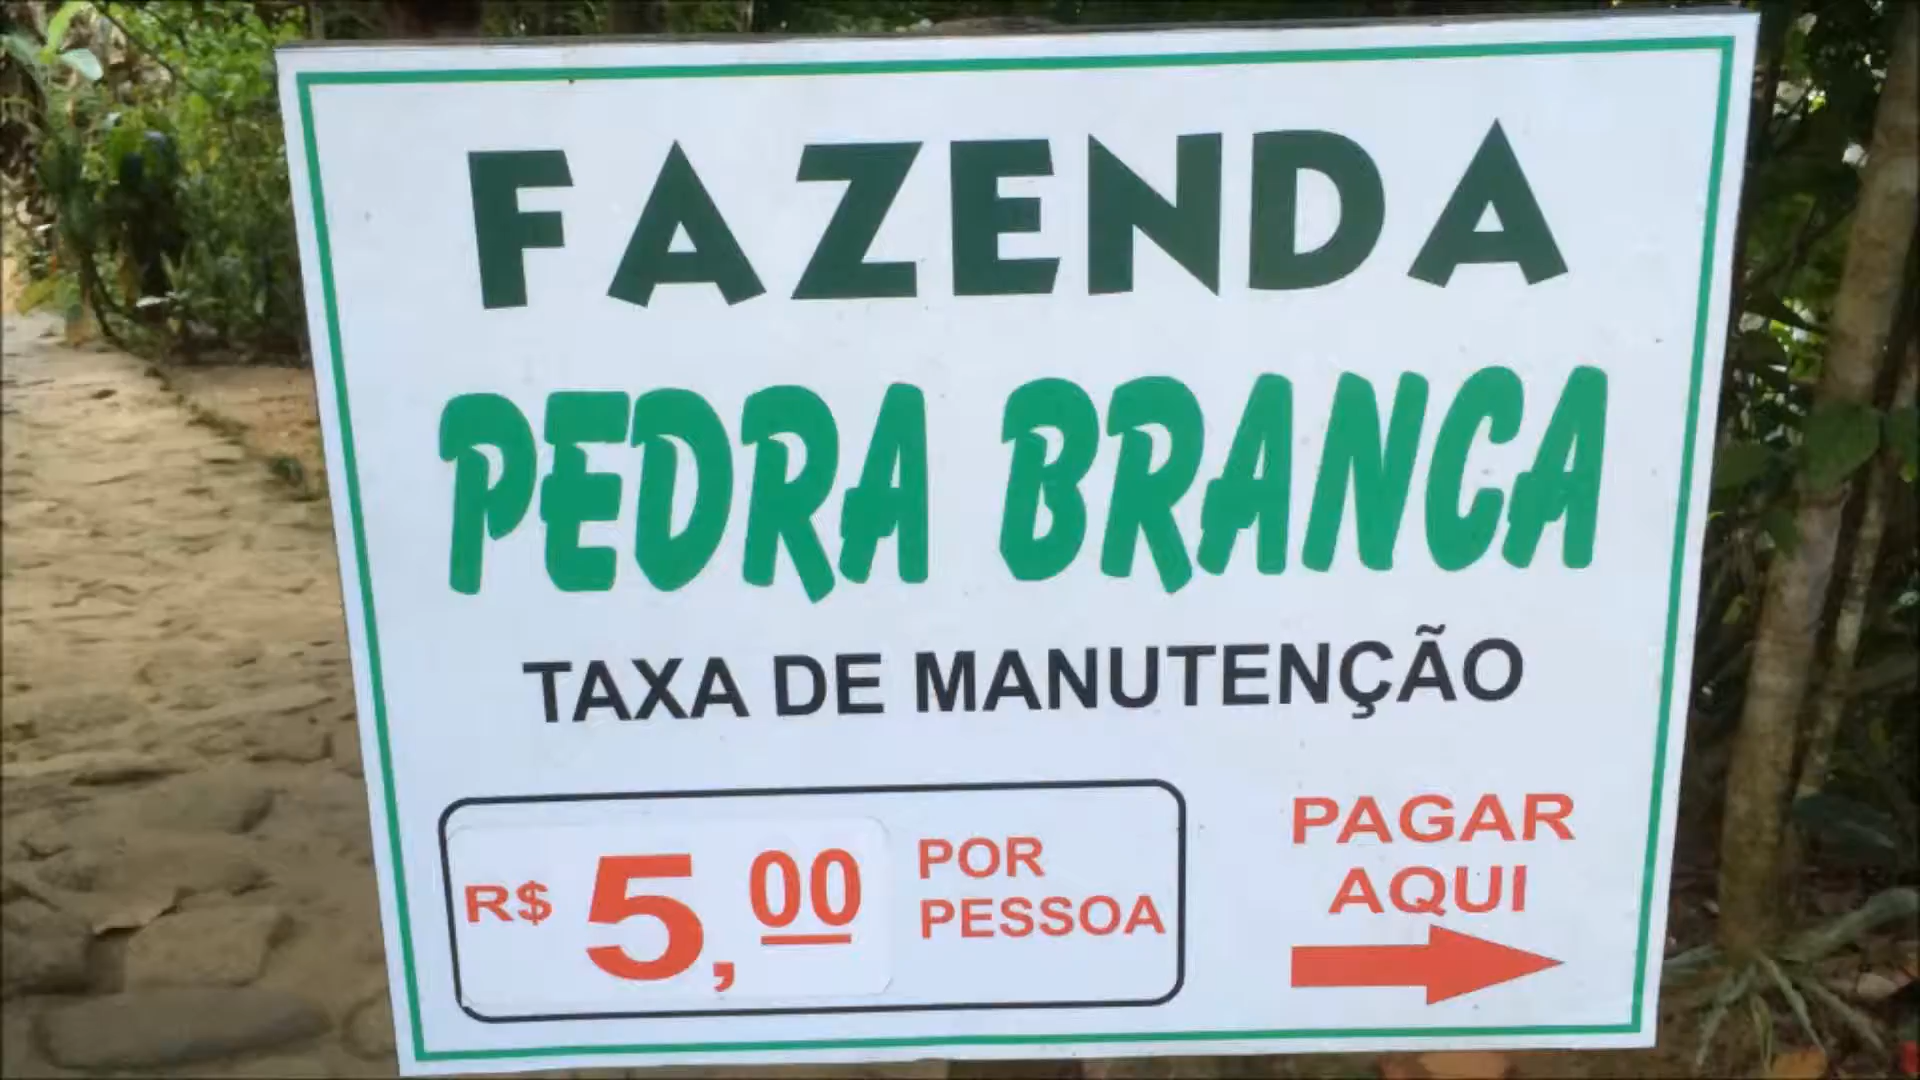 FAZENDA
PEDRA BRANCA
TAXA DE MANUTENÇÃO
R$ 5,00 POR PESSOA
PAGAR
AQUI